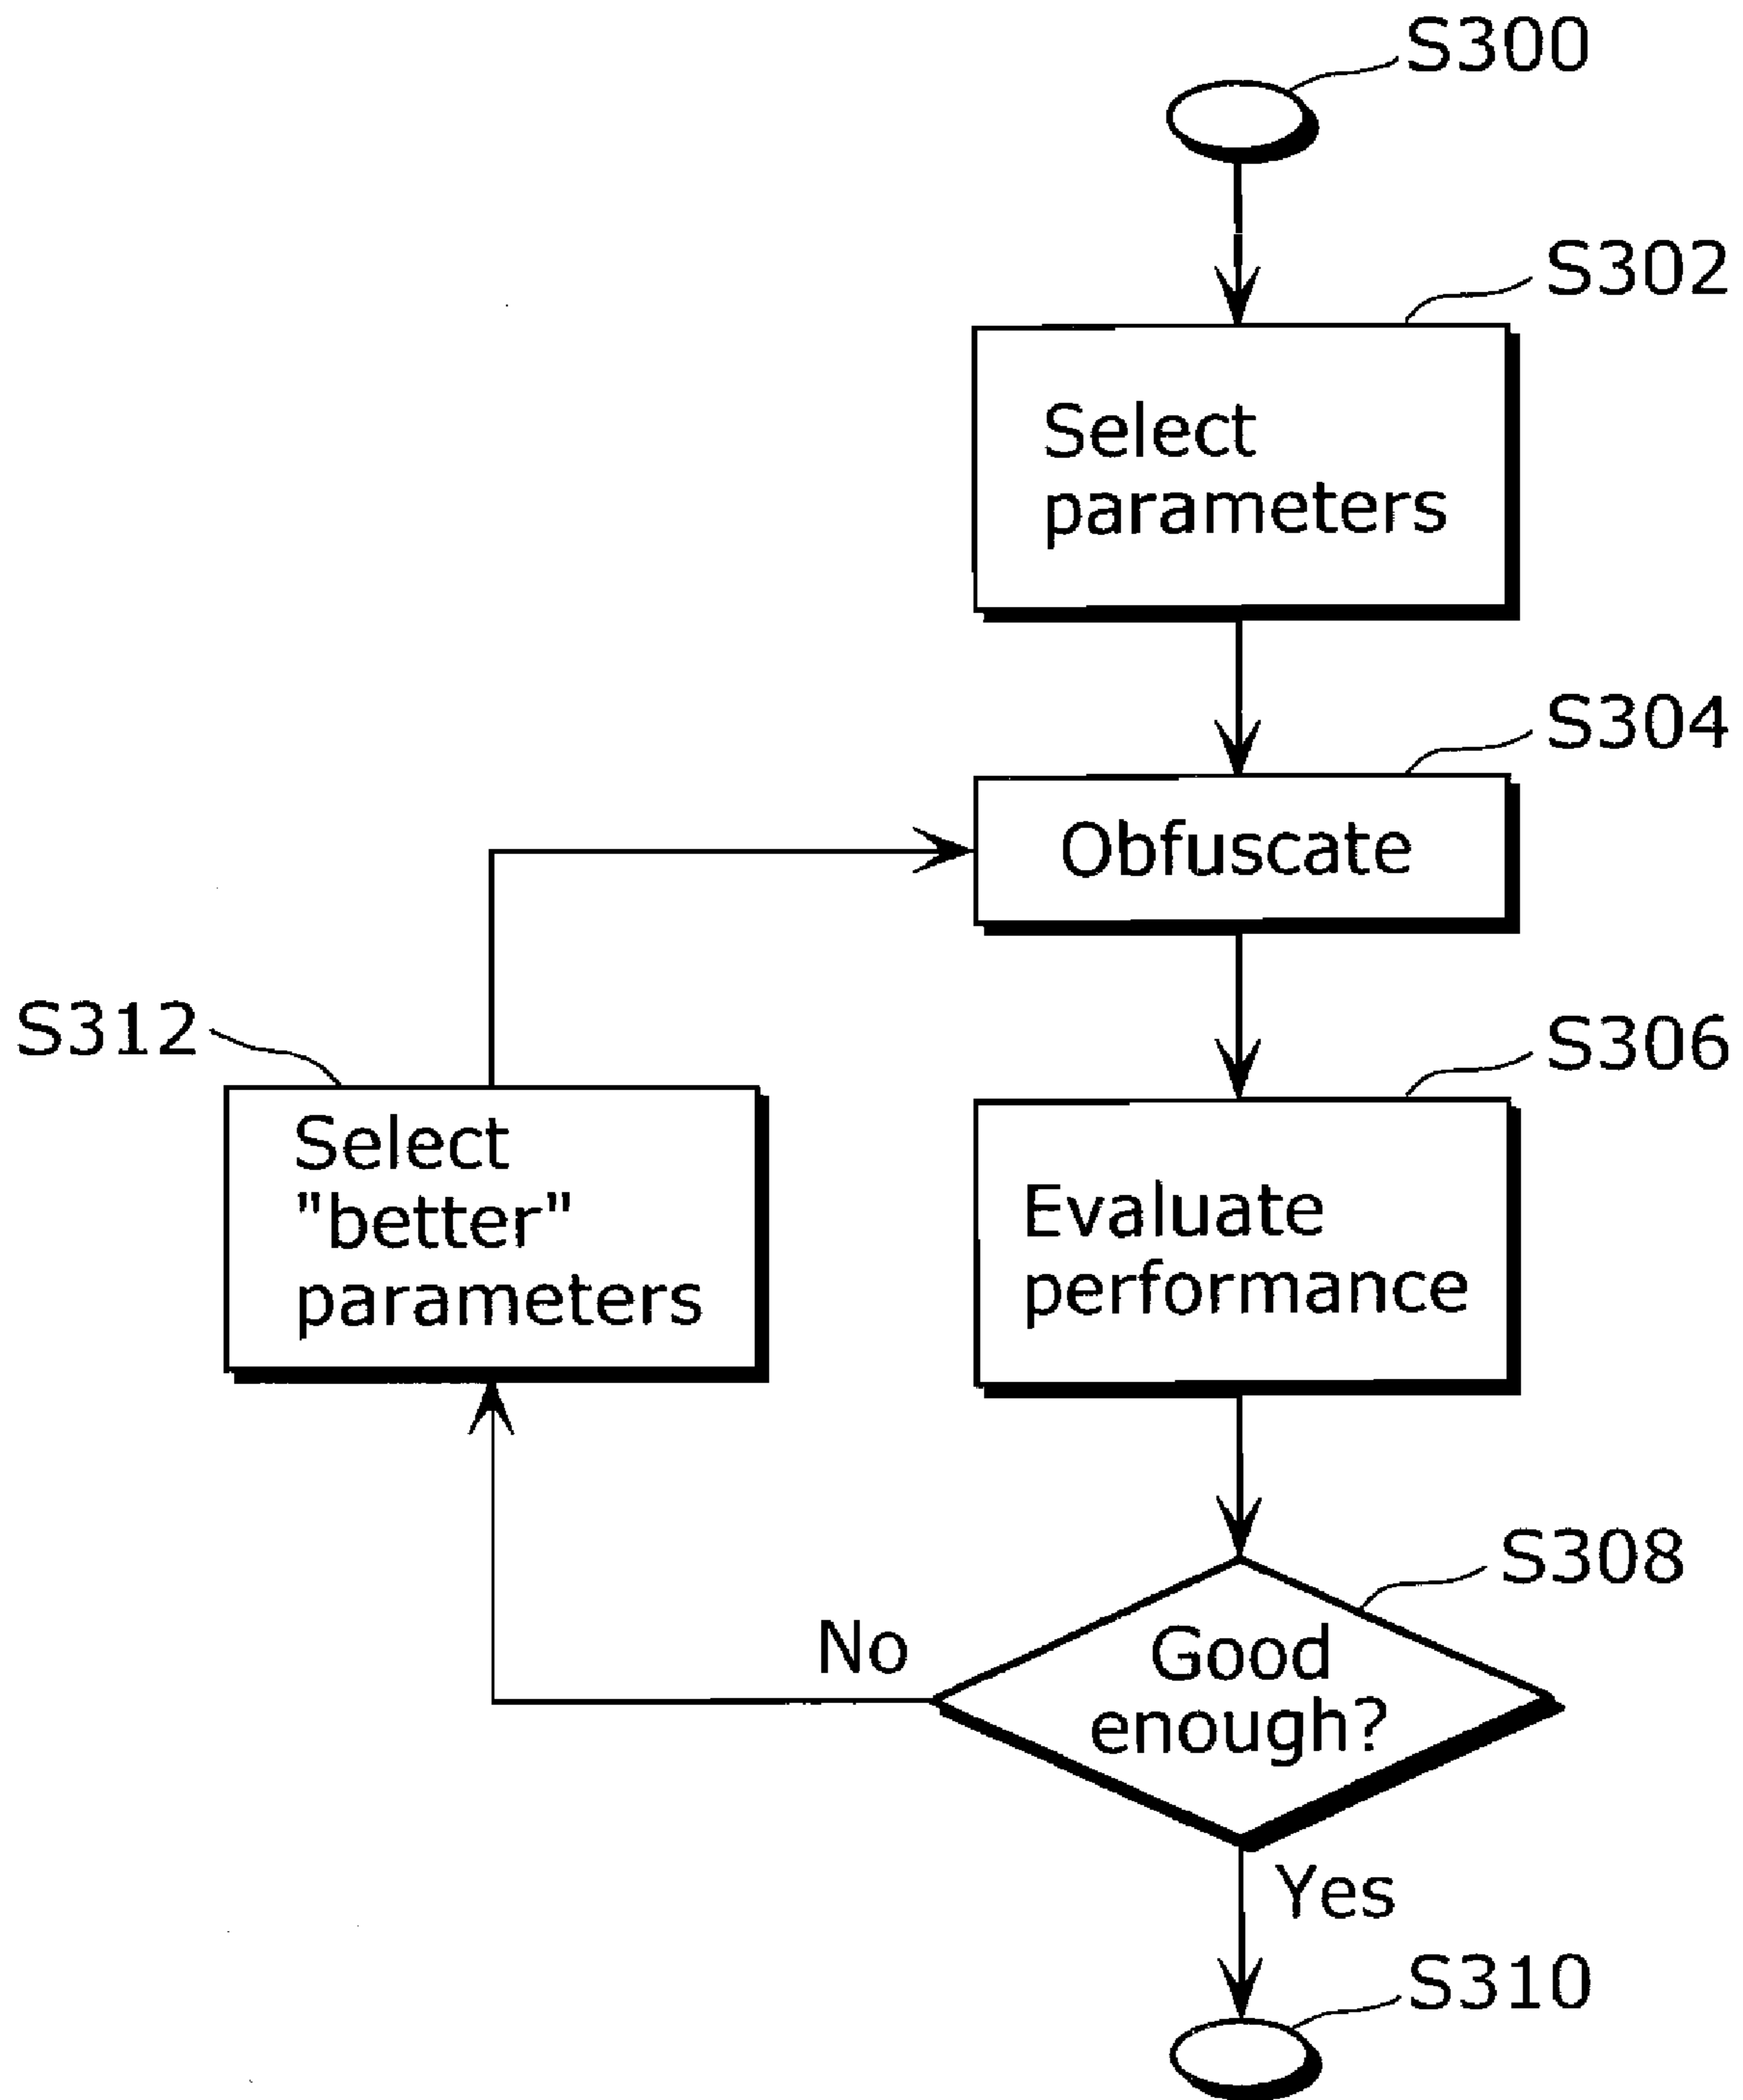 S300
S302
Select
parameters
S304
Obfuscate
S312
S306
Select
"better"
parameters
Evaluate
performance
S308
No
Good
enough?
Yes
S310